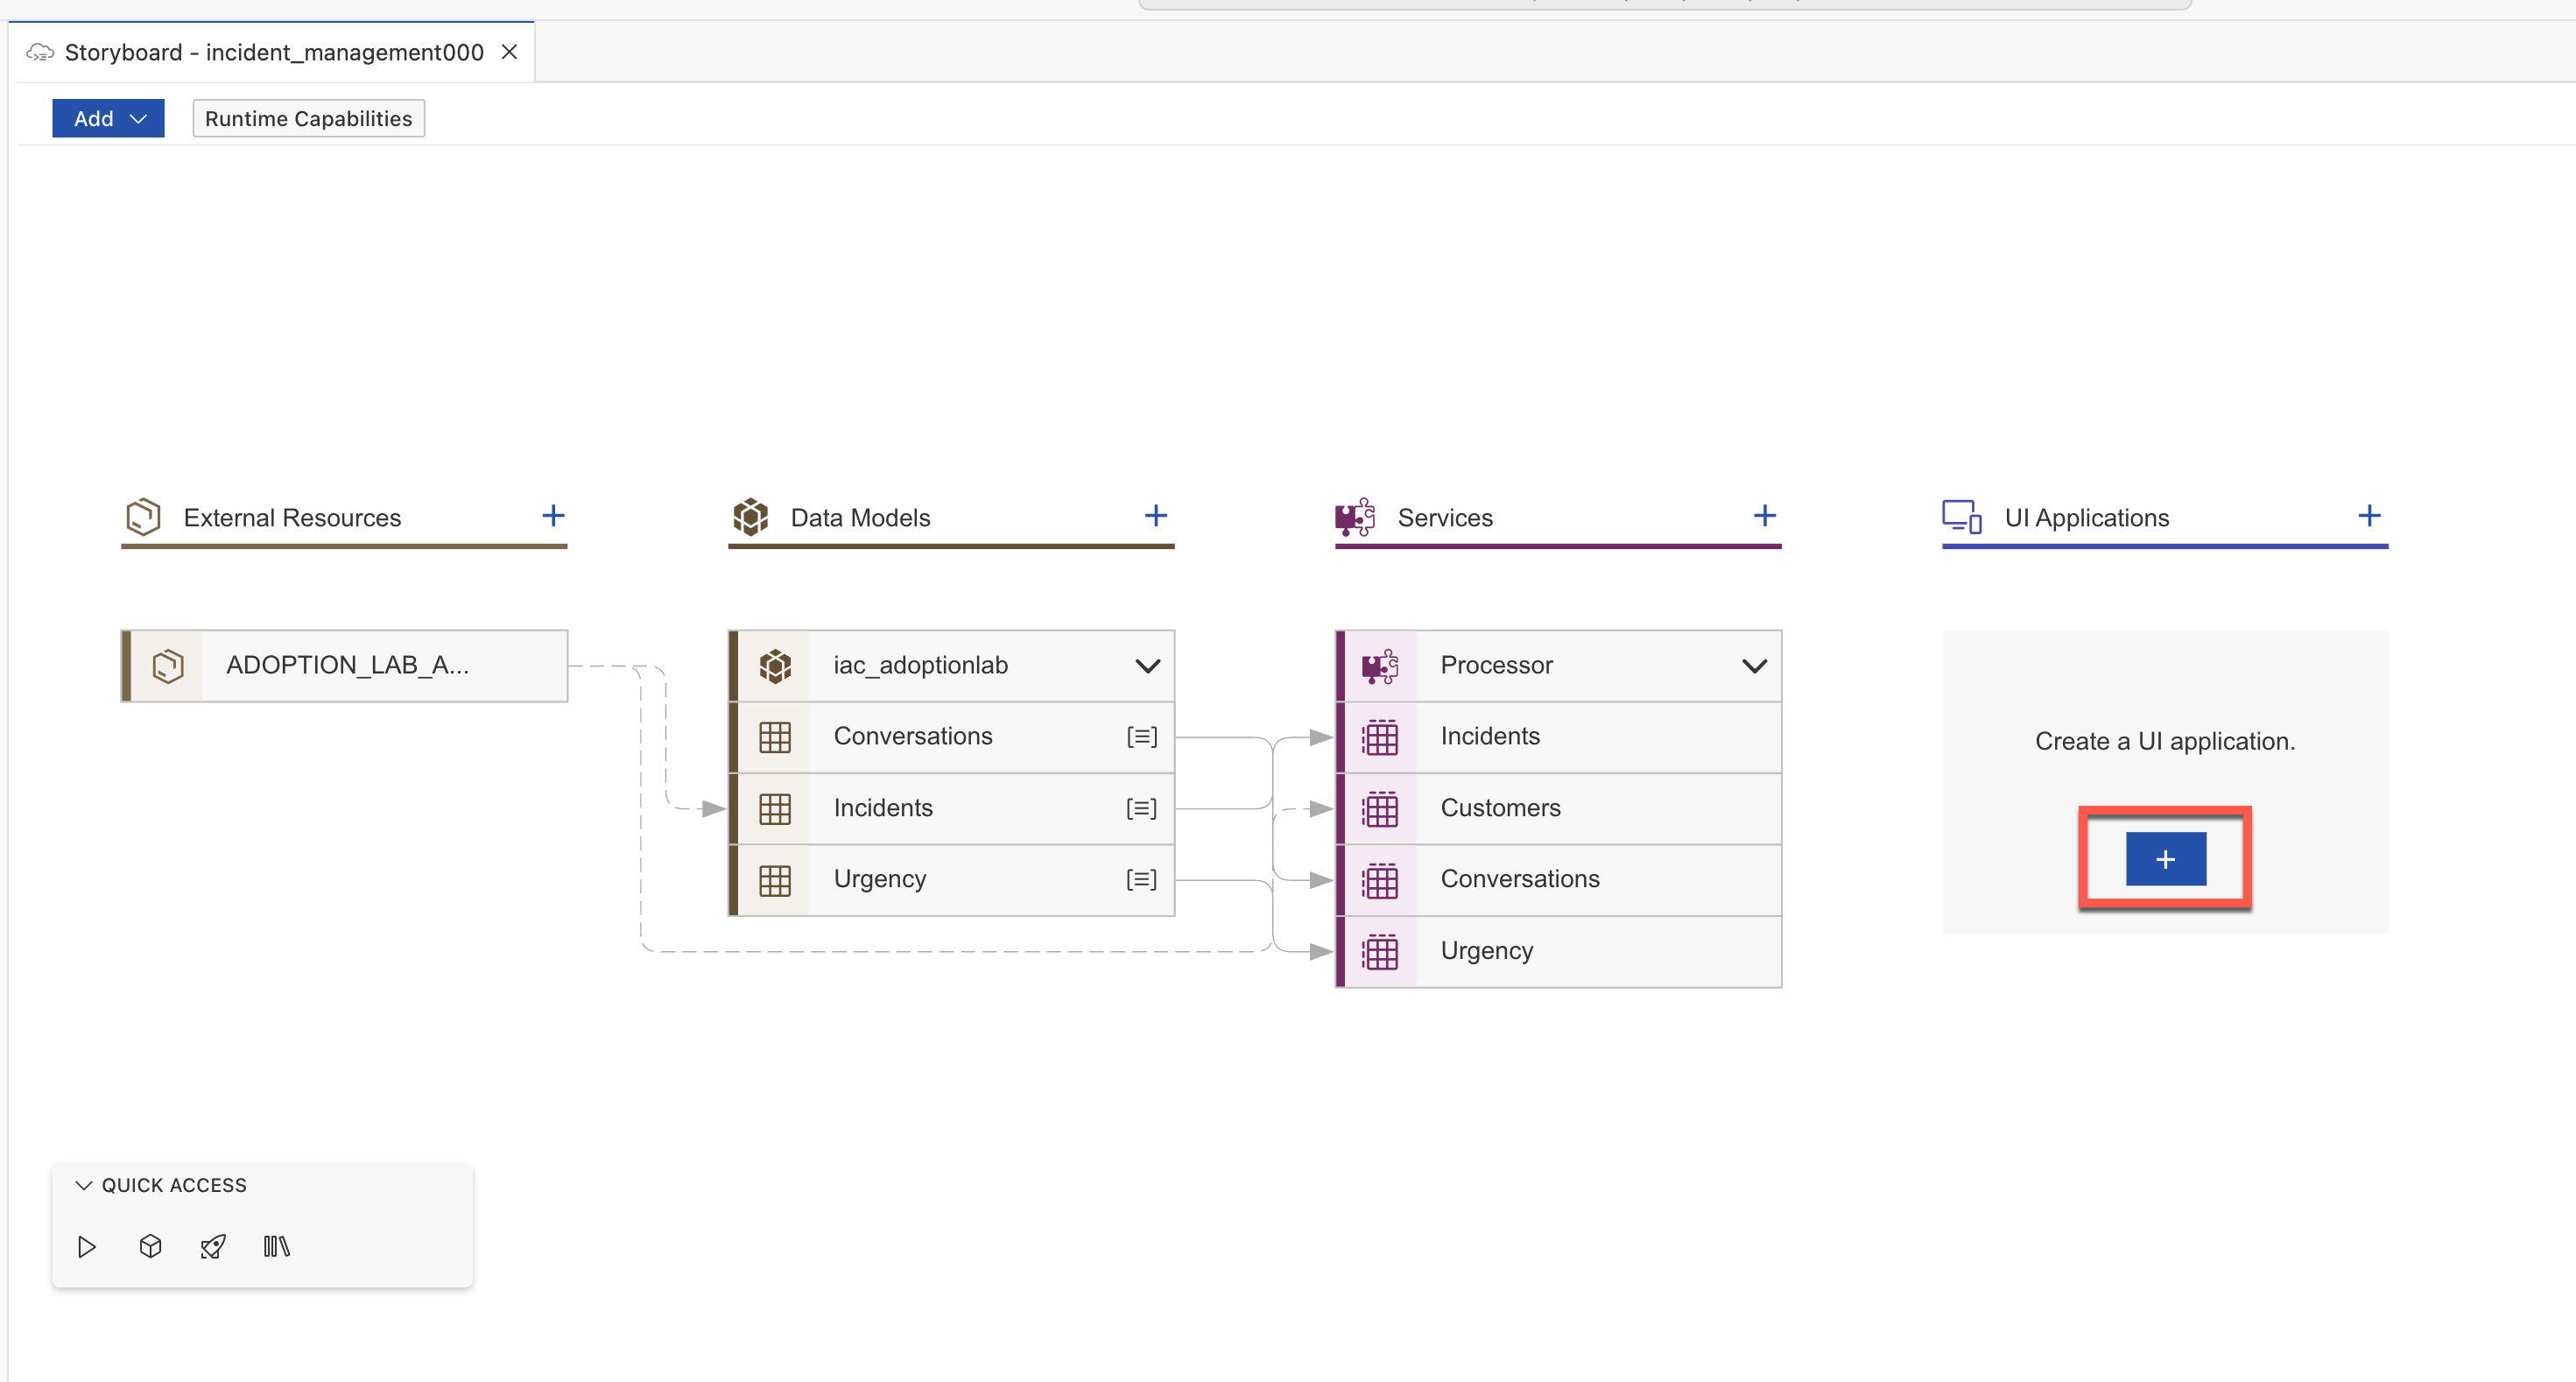 Storyboard - incident_management000
Add
Runtime Capabilities
External Resources
Data Models
Services
UI Applications
ADOPTION_LAB_A...
iac_adoptionlab
Conversations
Incidents
Urgency
Processor
Incidents
Customers
Conversations
Urgency
Create a UI application.
QUICK ACCESS